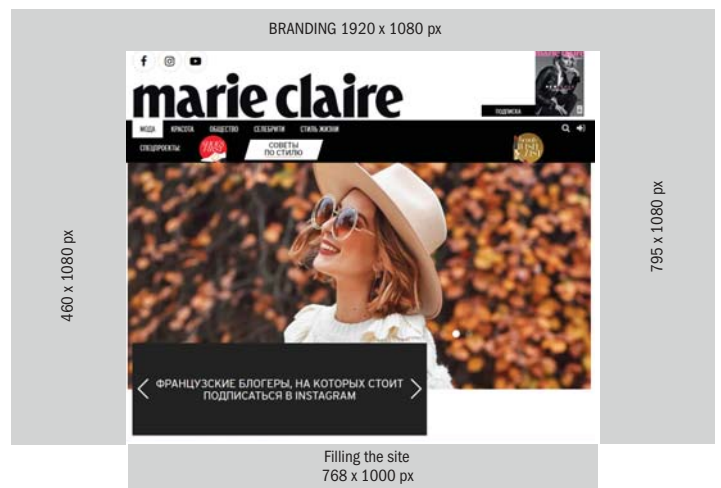 BRANDING 1920 x 1080 px
marie claire
ПОДПИСКА
МОДА КРАСОТА ОБЩЕСТВО СЕЛЕБРИТИ СТИЛЬ ЖИЗНИ
СПЕЦПРОЕКТЫ:
СОВЕТЫ
ПО СТИЛЮ
460 x 1080 px
795 x 1080 px
ФРАНЦУЗСКИЕ БЛОГЕРЫ, НА КОТОРЫХ СТОИТ
ПОДПИСАТЬСЯ В INSTAGRAM
Filling the site
768 x 1000 px